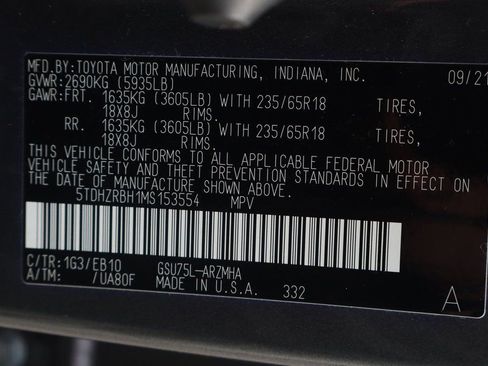 MFD.BY:TOYOTA MOTOR MANUFACTURING, INDIANA, INC. 09/21
GVWR:2690KG (5935LB)
GAWR:FRT. 1635KG (3605LB) WITH 235/65R18 TIRES,
18X8J RIMS.
RR. 1635KG (3605LB) WITH 235/65R18 TIRES,
18X8J RIMS.
THIS VEHICLE CONFORMS TO ALL APPLICABLE FEDERAL MOTOR
VEHICLE SAFETY AND THEFT PREVENTION STANDARDS IN EFFECT ON
THE DATE OF MANUFACTURE SHOWN ABOVE.
5TDHZRBH1MS153554 MPV
C/TR:1G3/EB10 GSU75L-ARZMHA
A/TM: /UA80F MADE IN U.S.A. 332 A